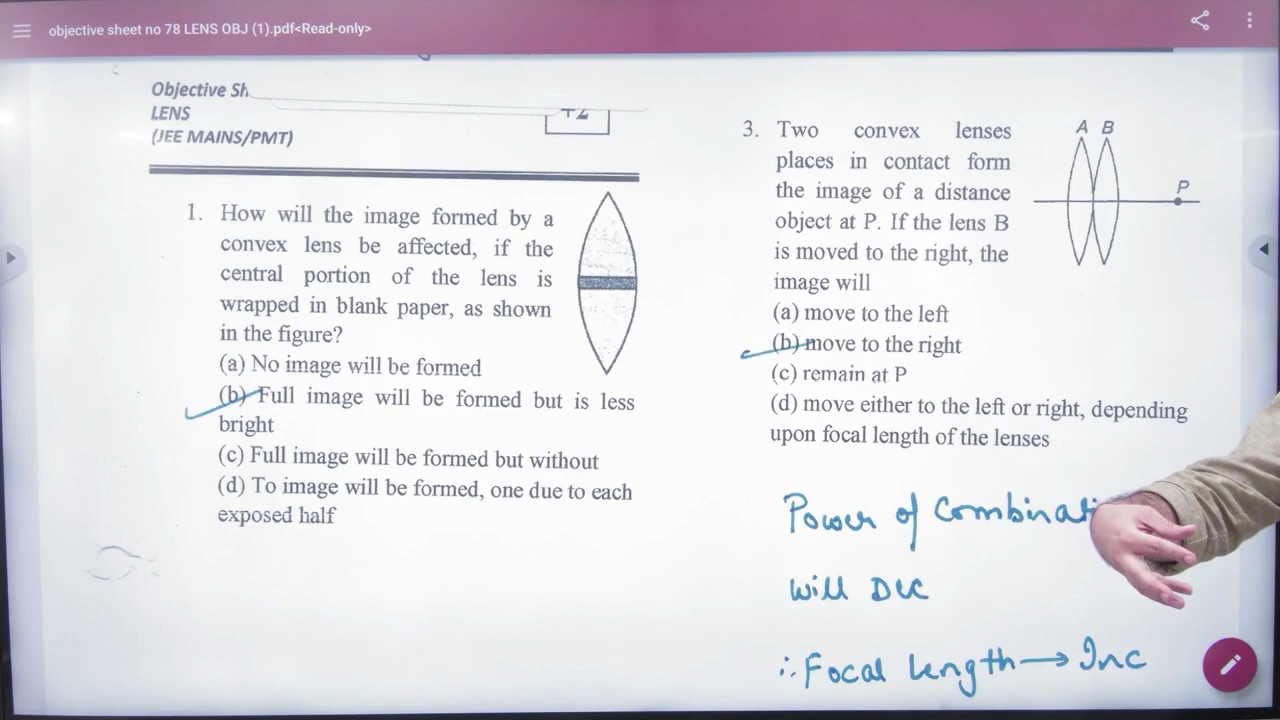 objective sheet no 78 LENS OBJ (1).pdf<Read-only>
Objective Sh
LENS
(JEE MAINS/PMT)
+2
1. How will the image formed by a
convex lens be affected, if the
central portion of the lens is
wrapped in blank paper, as shown
in the figure?
(a) No image will be formed
(b) Full image will be formed but is less
bright
(c) Full image will be formed but without
(d) To image will be formed, one due to each
exposed half
3. Two convex lenses
places in contact form
the image of a distance
object at P. If the lens B
is moved to the right, the
image will
(a) move to the left
(b) move to the right
(c) remain at P
(d) move either to the left or right, depending
upon focal length of the lenses
A B
P
Power of Combinati
will Dec
∴ Focal length → Inc